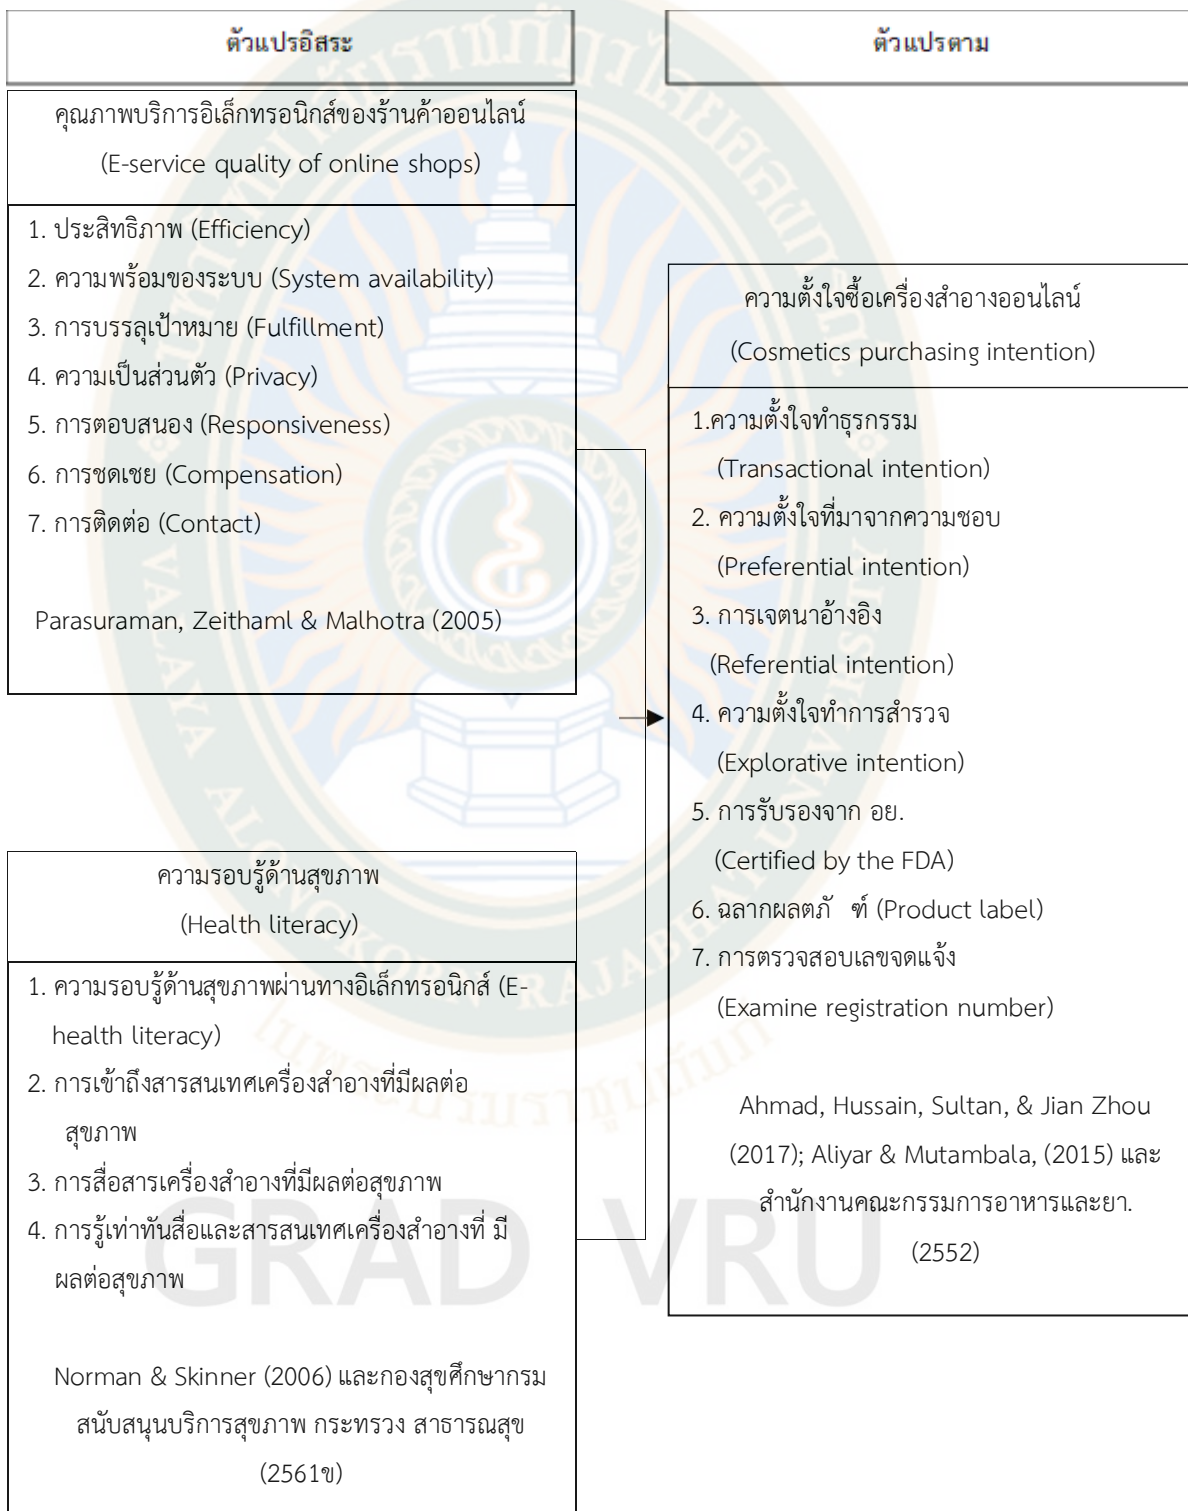 ตัวแปรอิสระ
ตัวแปรตาม
คุณภาพบริการอิเล็กทรอนิกส์ของร้านค้าออนไลน์
(E-service quality of online shops)
1. ประสิทธิภาพ (Efficiency)
2. ความพร้อมของระบบ (System availability)
3. การบรรลุเป้าหมาย (Fulfillment)
4. ความเป็นส่วนตัว (Privacy)
5. การตอบสนอง (Responsiveness)
6. การชดเชย (Compensation)
7. การติดต่อ (Contact)
Parasuraman, Zeithaml & Malhotra (2005)
ความรอบรู้ด้านสุขภาพ
(Health literacy)
1. ความรอบรู้ด้านสุขภาพผ่านทางอิเล็กทรอนิกส์ (E-
health literacy)
2. การเข้าถึงสารสนเทศเครื่องสำอางที่มีผลต่อ
สุขภาพ
3. การสื่อสารเครื่องสำอางที่มีผลต่อสุขภาพ
4. การรู้เท่าทันสื่อและสารสนเทศเครื่องสำอางที่ มี
ผลต่อสุขภาพ
Norman & Skinner (2006) และกองสุขศึกษากรม
สนับสนุนบริการสุขภาพ กระทรวง สาธารณสุข
(2561ข)
ความตั้งใจซื้อเครื่องสำอางออนไลน์
(Cosmetics purchasing intention)
1.ความตั้งใจทำธุรกรรม
(Transactional intention)
2. ความตั้งใจที่มาจากความชอบ
(Preferential intention)
3. การเจตนาอ้างอิง
(Referential intention)
4. ความตั้งใจทำการสำรวจ
(Explorative intention)
5. การรับรองจาก อย.
(Certified by the FDA)
6. ฉลากผลตภั ฑ์ (Product label)
7. การตรวจสอบเลขจดแจ้ง
(Examine registration number)
Ahmad, Hussain, Sultan, & Jian Zhou
(2017); Aliyar & Mutambala, (2015) และ
สำนักงานคณะกรรมการอาหารและยา.
(2552)
VALAYA ALONGKORN RAJABHAT UNIVERSITY
ในพระบรมราชูปถัมภ์
GRAD VRU